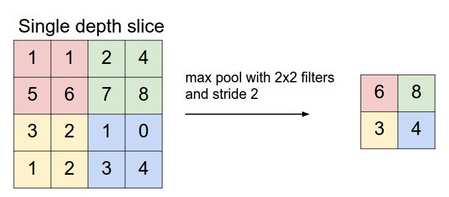 Single depth slice
1 1 2 4
5 6 7 8
3 2 1 0
1 2 3 4
max pool with 2x2 filters
and stride 2
6 8
3 4